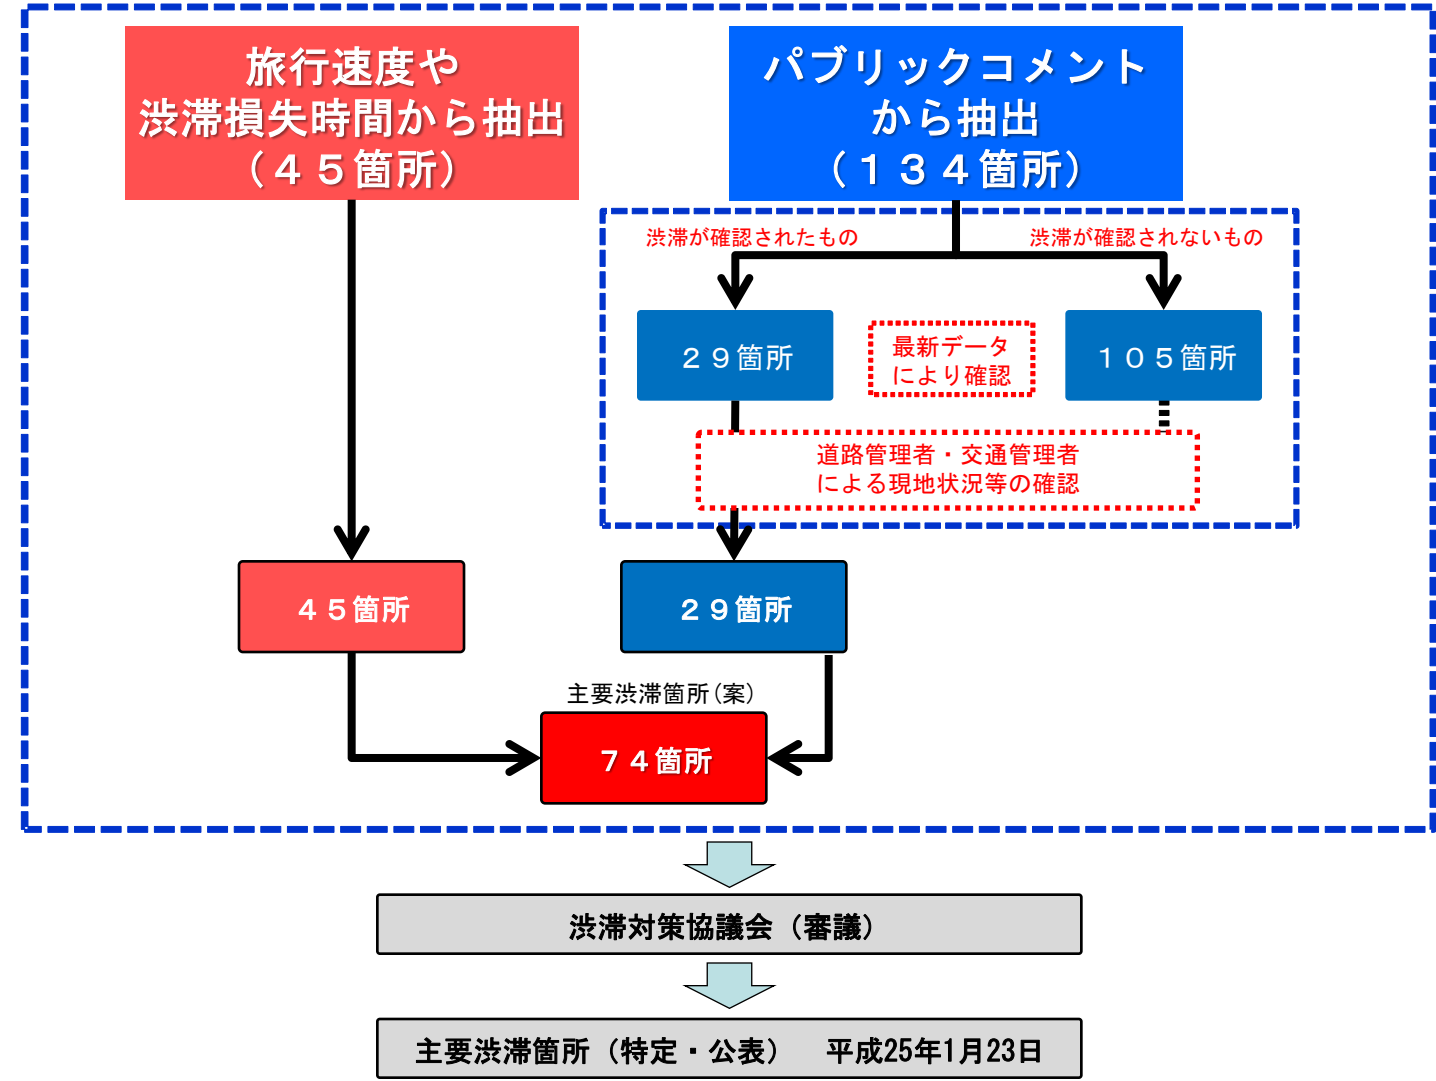 旅行速度や
渋滞損失時間から抽出
（４５箇所）
パブリックコメント
から抽出
（１３４箇所）
渋滞が確認されたもの
渋滞が確認されないもの
２９箇所
最新データ
により確認
１０５箇所
道路管理者・交通管理者
による現地状況等の確認
４５箇所
２９箇所
主要渋滞箇所(案)
７４箇所
渋滞対策協議会（審議）
主要渋滞箇所（特定・公表）　平成25年1月23日